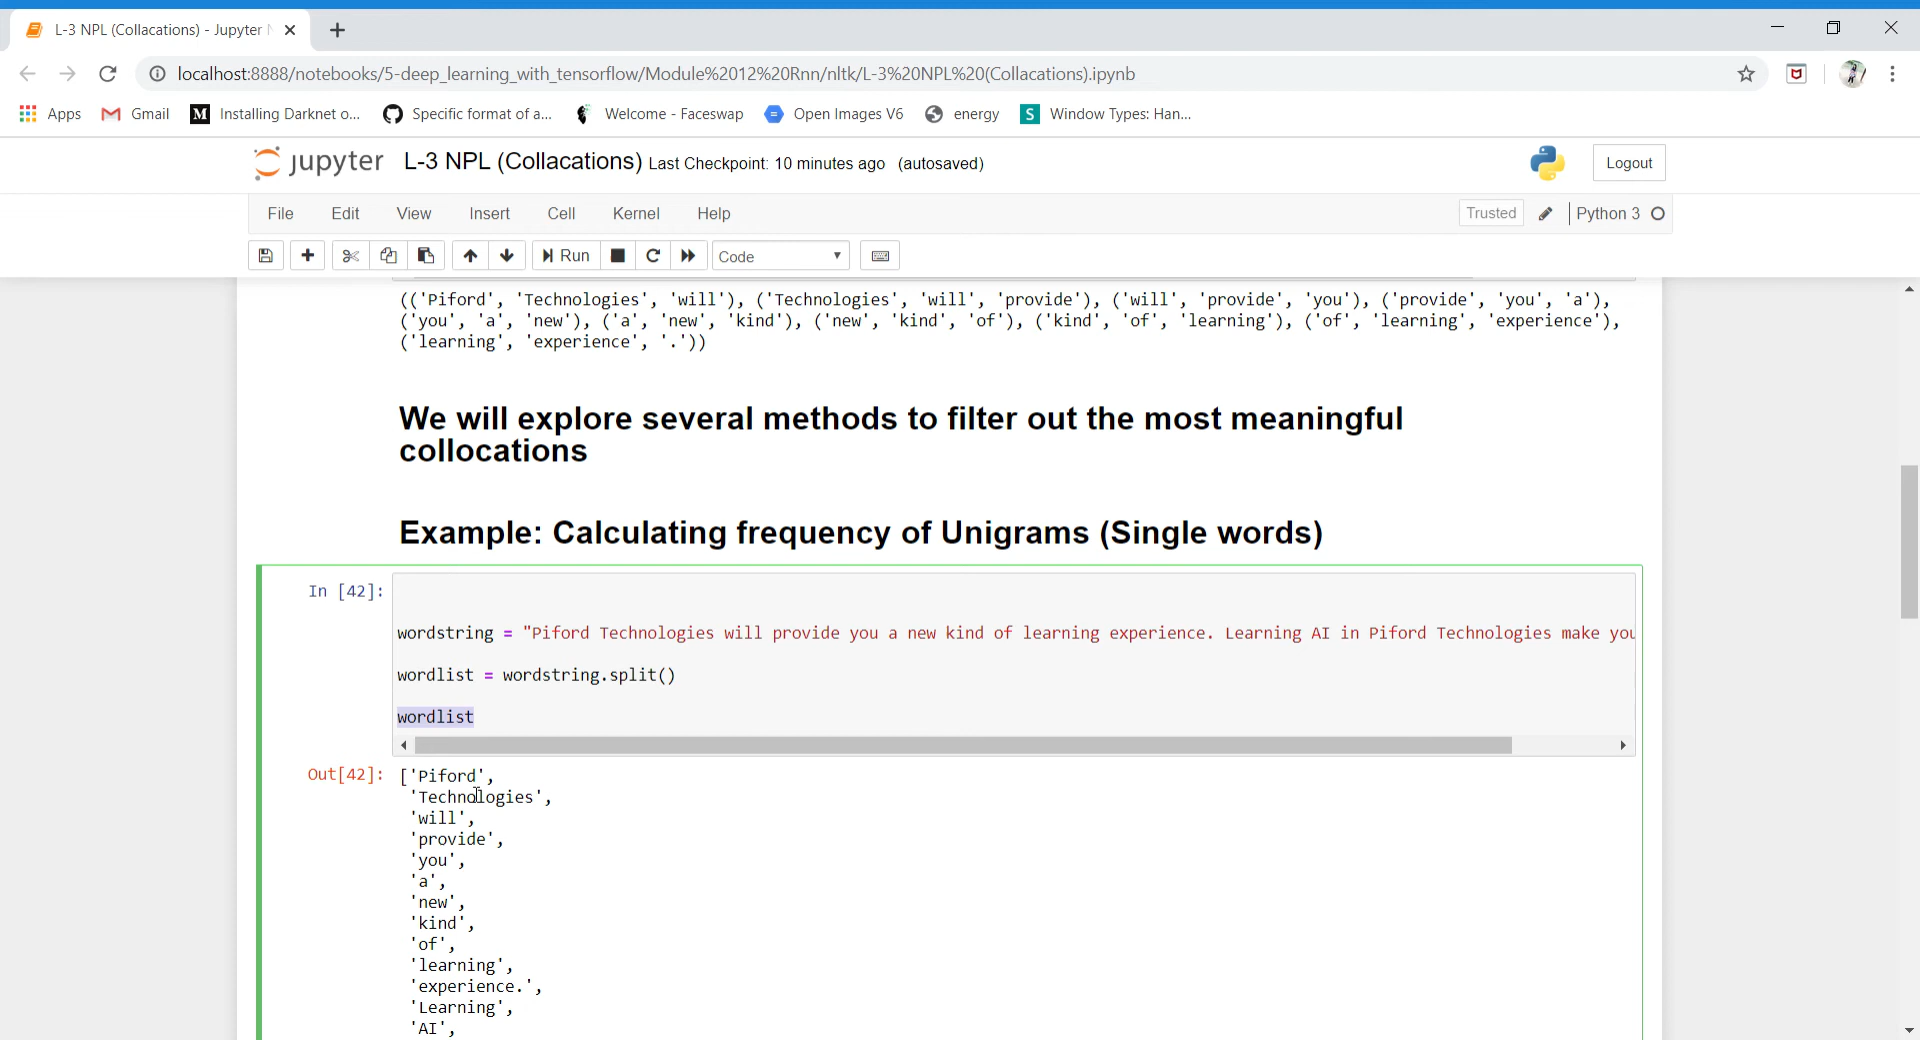 L-3 NPL (Collacations) - Jupyter
localhost:8888/notebooks/5-deep_learning_with_tensorflow/Module%2012%20Rnn/nltk/L-3%20NPL%20(Collacations).ipynb
Apps Gmail Installing Darknet o... Specific format of a... Welcome - Faceswap Open Images V6 energy Window Types: Han...
jupyter L-3 NPL (Collacations) Last Checkpoint: 10 minutes ago (autosaved) Logout
File Edit View Insert Cell Kernel Help Trusted Python 3
Run Code
(('Piford', 'Technologies', 'will'), ('Technologies', 'will', 'provide'), ('will', 'provide', 'you'), ('provide', 'you', 'a'),
('you', 'a', 'new'), ('a', 'new', 'kind'), ('new', 'kind', 'of'), ('kind', 'of', 'learning'), ('of', 'learning', 'experience'),
('learning', 'experience', '.'))
We will explore several methods to filter out the most meaningful
collocations
Example: Calculating frequency of Unigrams (Single words)
In [42]:
wordstring = "Piford Technologies will provide you a new kind of learning experience. Learning AI in Piford Technologies make you
wordlist = wordstring.split()
wordlist
Out[42]: ['Piford',
'Technologies',
'will',
'provide',
'you',
'a',
'new',
'kind',
'of',
'learning',
'experience.',
'Learning',
'AI',